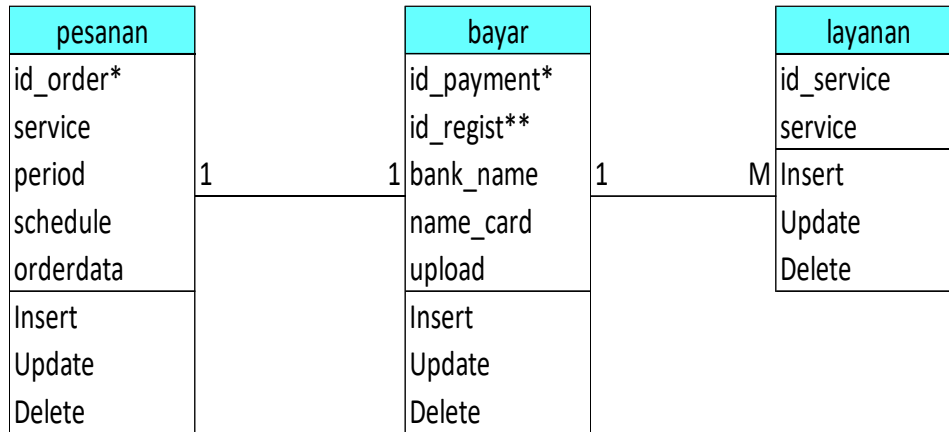 pesanan
id_order*
service
period
schedule
orderdata
Insert
Update
Delete
1
1
bayar
id_payment*
id_regist**
bank_name
name_card
upload
Insert
Update
Delete
1
M
layanan
id_service
service
Insert
Update
Delete